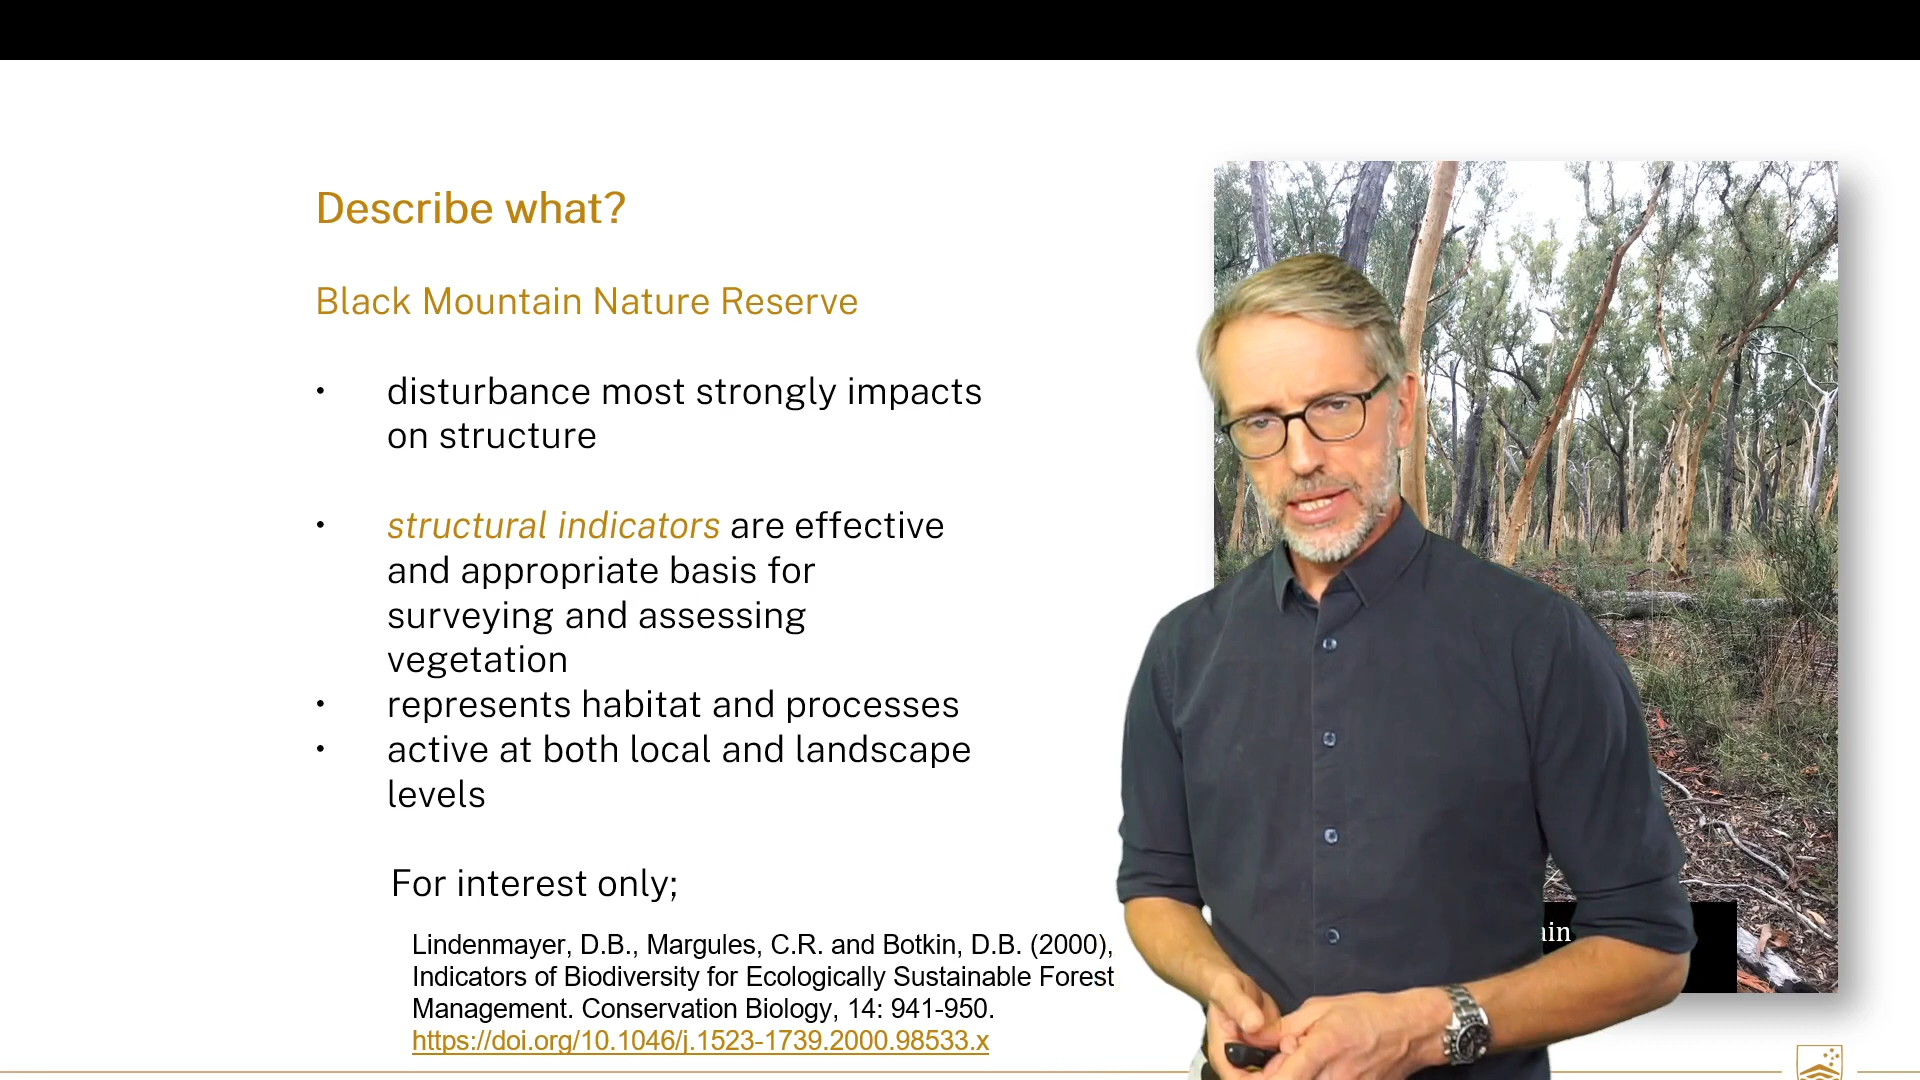 Describe what?
Black Mountain Nature Reserve
• disturbance most strongly impacts
on structure
• structural indicators are effective
and appropriate basis for
surveying and assessing
vegetation
• represents habitat and processes
• active at both local and landscape
levels
For interest only;
Lindenmayer, D.B., Margules, C.R. and Botkin, D.B. (2000),
Indicators of Biodiversity for Ecologically Sustainable Forest
Management. Conservation Biology, 14: 941-950.
https://doi.org/10.1046/j.1523-1739.2000.98533.x